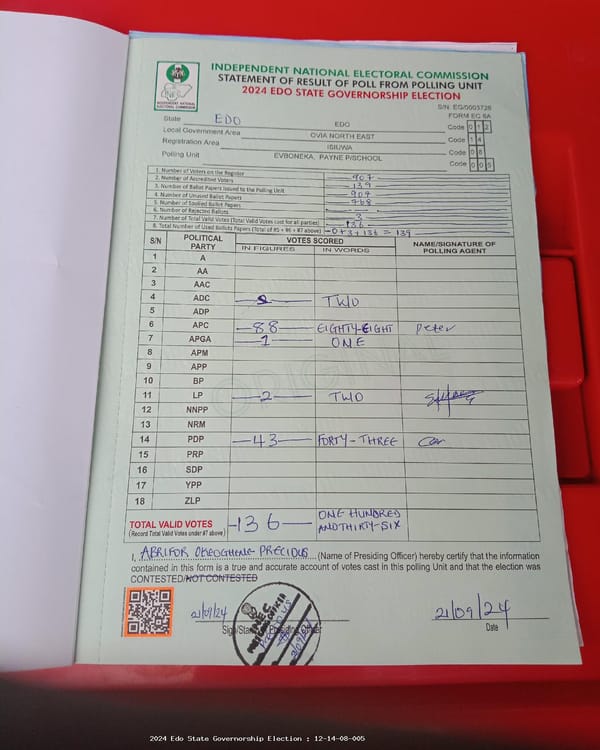 INDEPENDENT NATIONAL ELECTORAL COMMISSION
STATEMENT OF RESULT OF POLL FROM POLLING UNIT
2024 EDO STATE GOVERNORSHIP ELECTION
S/N: EG/0003728
FORM EC 8A
State EDO EDO Code 012
Local Government Area OVIA NORTH EAST Code 14
Registration Area ISIUWA Code 08
Polling Unit EVBONEKA, PAYNE P/SCHOOL Code 005
1. Number of Voters on the Register 907
2. Number of Accredited Voters 139
3. Number of Ballot Papers Issued to the Polling Unit 907
4. Number of Unused Ballot Papers 768
5. Number of Spoiled Ballot Papers
6. Number of Rejected Ballots 3
7. Number of Total Valid Votes (Total Valid Votes cast for all parties) 136
8. Total Number of Used Ballots Papers (Total of #5 + #6 + #7 above) -0+3+136 = 139
S/N POLITICAL PARTY VOTES SCORED NAME/SIGNATURE OF POLLING AGENT
IN FIGURES IN WORDS
1 A
2 AA
3 AAC
4 ADC 2 TWO
5 ADP
6 APC 88 EIGHTY-EIGHT Peter
7 APGA 1 ONE
8 APM
9 APP
10 BP
11 LP 2 TWO
12 NNPP
13 NRM
14 PDP 43 FORTY-THREE
15 PRP
16 SDP
17 YPP
18 ZLP
TOTAL VALID VOTES 136 ONE HUNDRED AND THIRTY-SIX
(Record Total Valid Votes under #7 above)
I, ABRIFOR OKEOGHENE PRECIOUS (Name of Presiding Officer) hereby certify that the information
contained in this form is a true and accurate account of votes cast in this polling Unit and that the election was
CONTESTED/NOT CONTESTED
21/09/24 21/09/24
Sign/Stamp Presiding Officer Date
INEC
2024 Edo State Governorship Election : 12-14-08-005